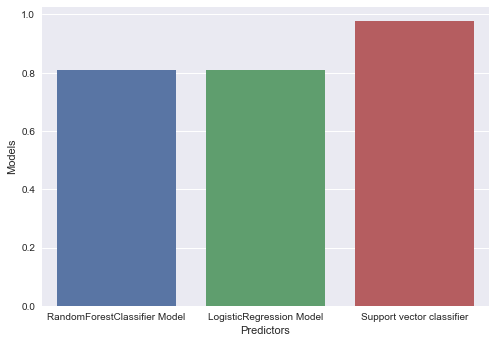 1.0
0.8
0.6
0.4
0.2
0.0
Models
RandomForestClassifier Model LogisticRegression Model Support vector classifier
Predictors